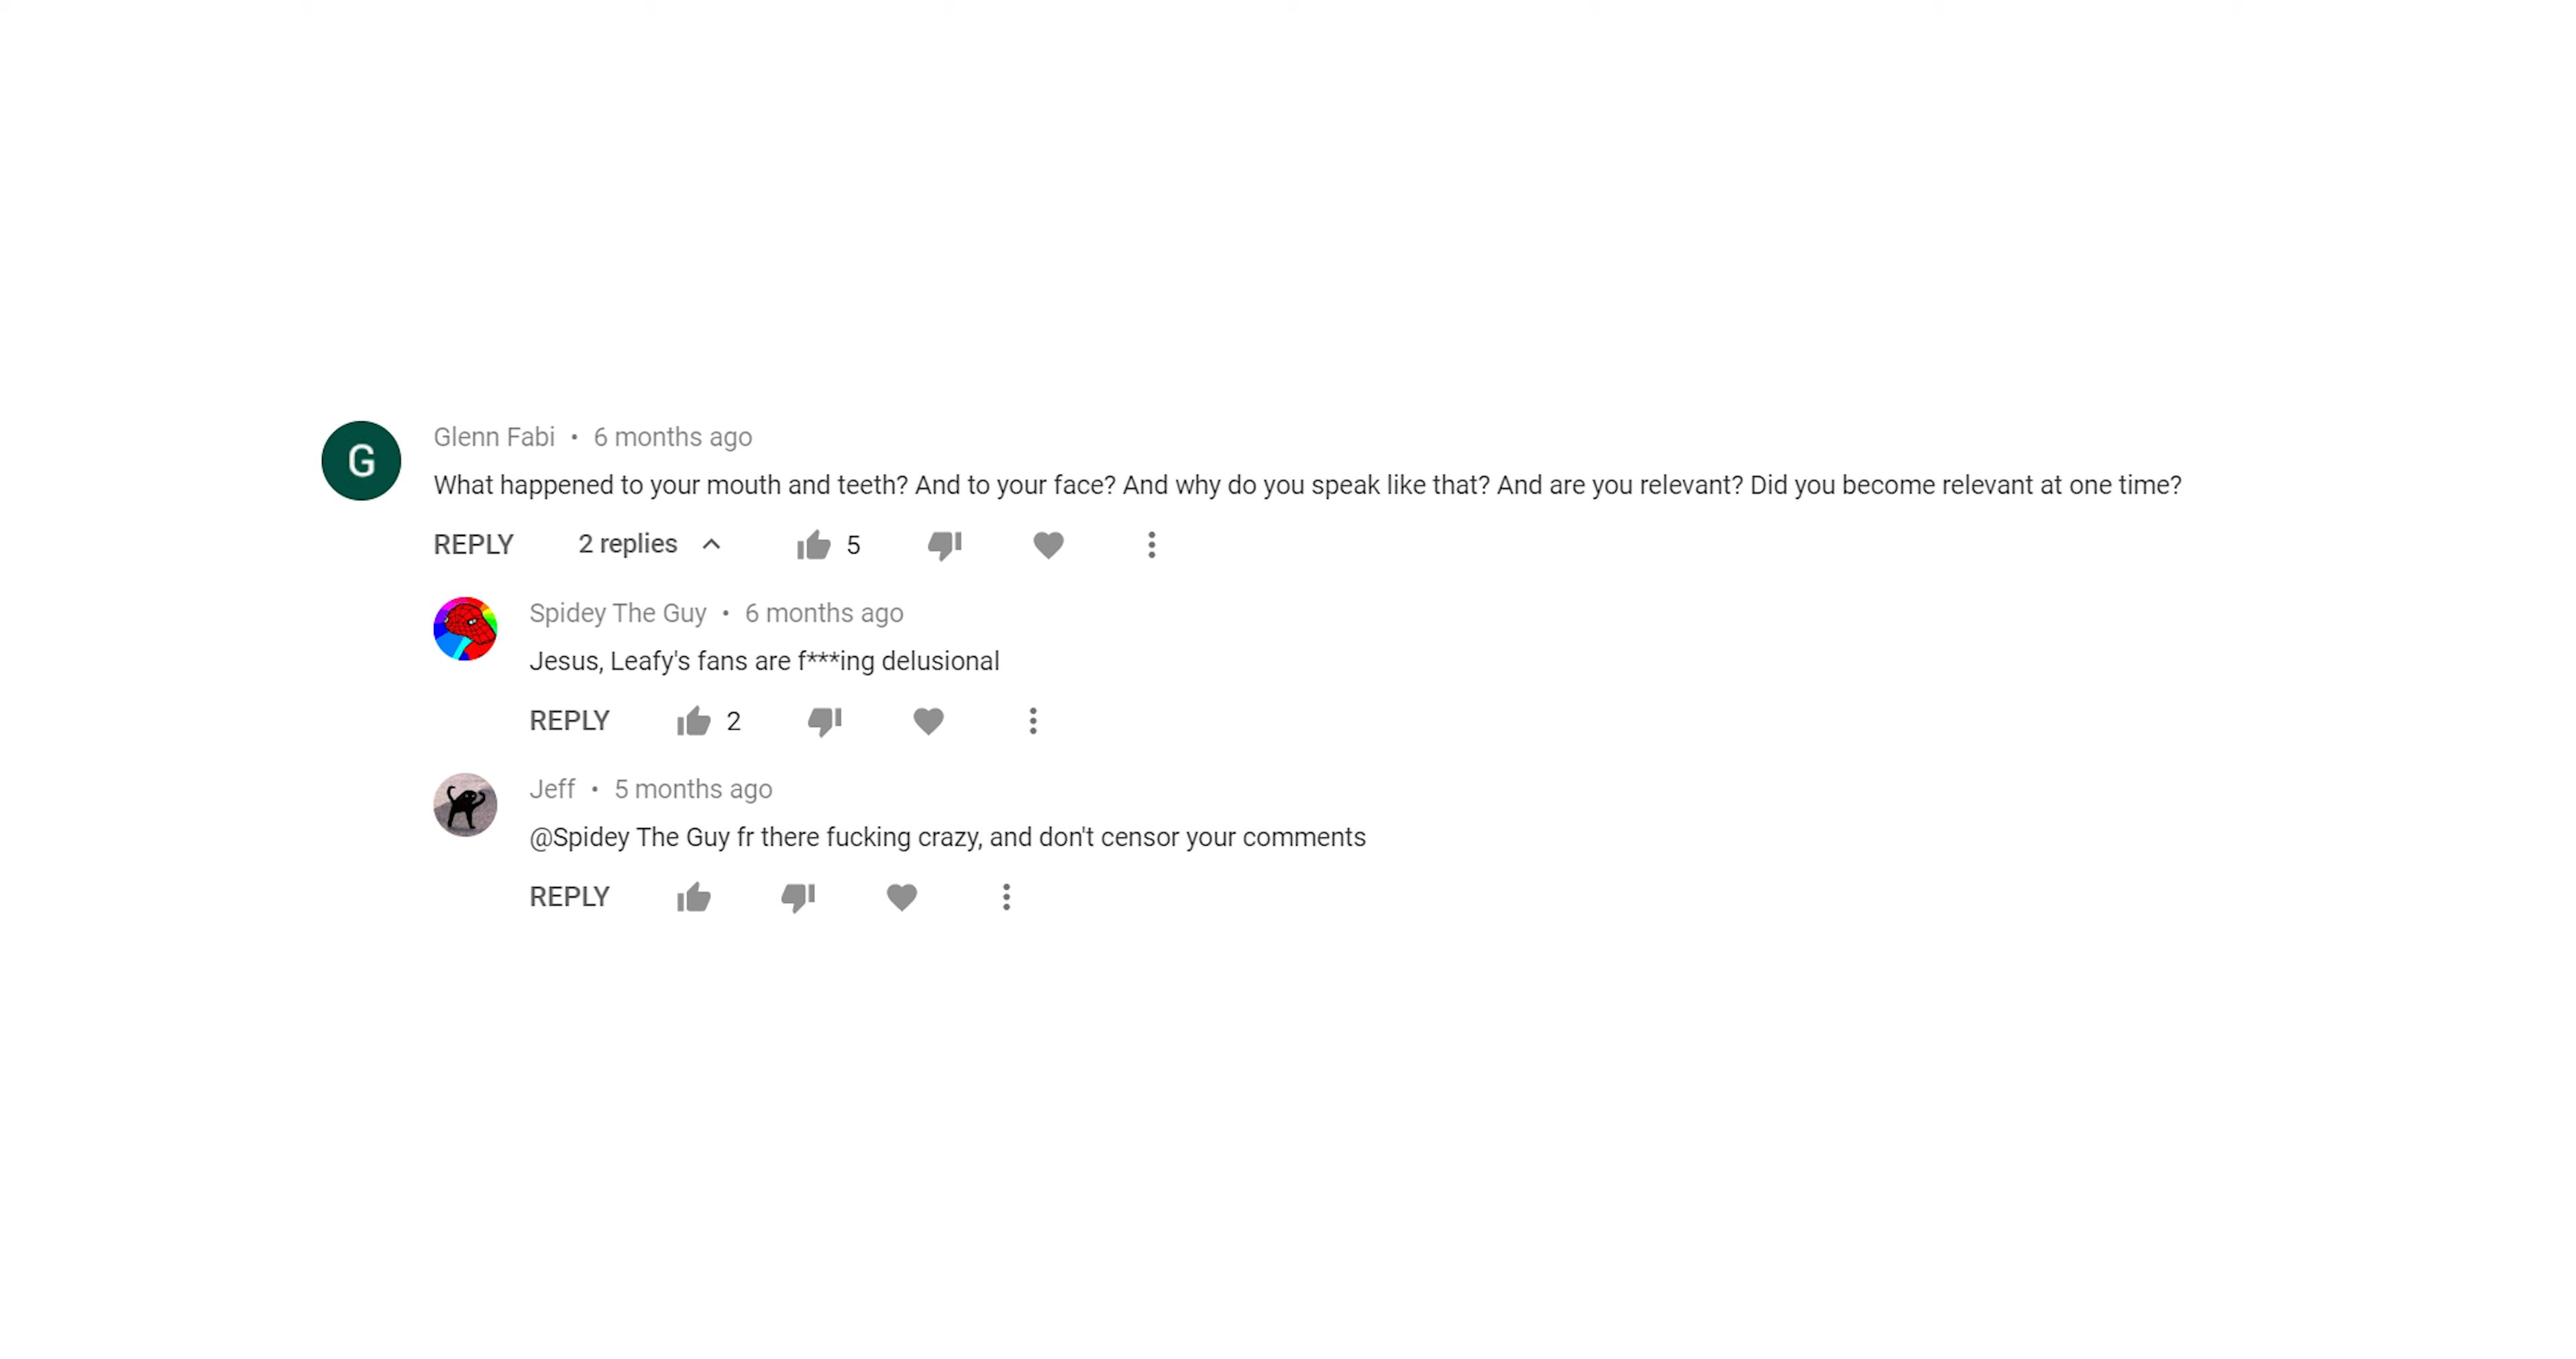 G
Glenn Fabi • 6 months ago
What happened to your mouth and teeth? And to your face? And why do you speak like that? And are you relevant? Did you become relevant at one time?
REPLY 2 replies 5
Spidey The Guy • 6 months ago
Jesus, Leafy's fans are f***ing delusional
REPLY 2
Jeff • 5 months ago
@Spidey The Guy fr there fucking crazy, and don't censor your comments
REPLY